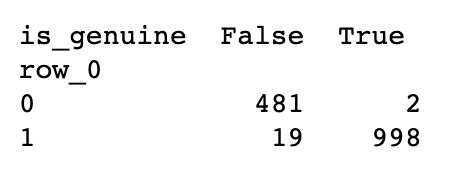 is_genuine  False  True
row_0
0             481     2
1              19   998